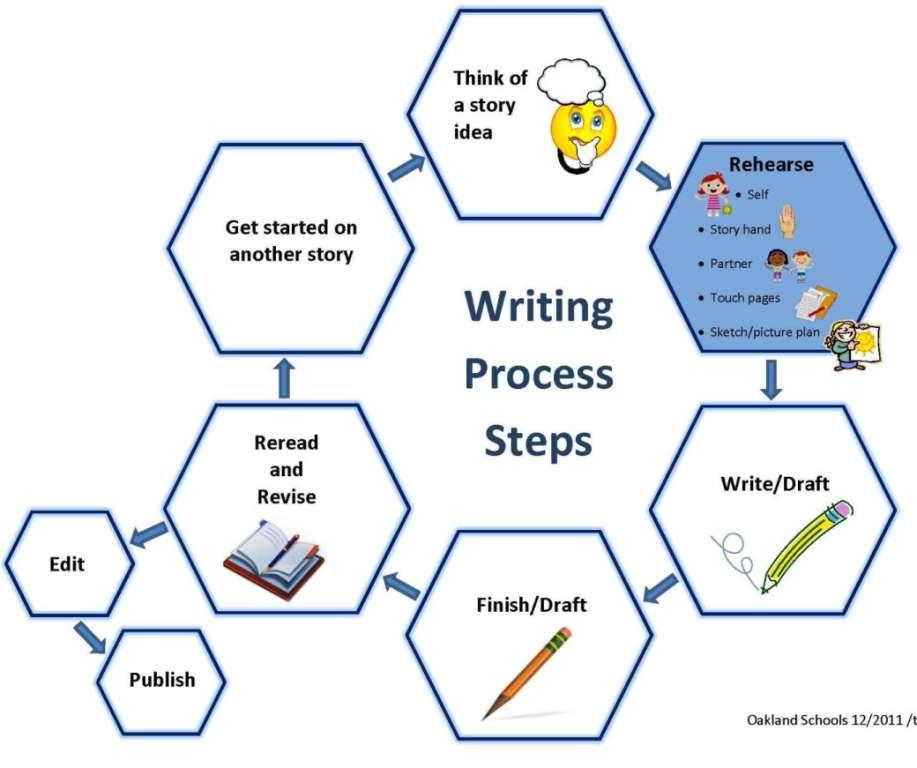 Think of
a story
idea
Rehearse
• Self
• Story hand
• Partner
• Touch pages
• Sketch/picture plan
Get started on
another story
Writing
Process
Steps
Write/Draft
Finish/Draft
Reread
and
Revise
Edit
Publish
Oakland Schools 12/2011 /t